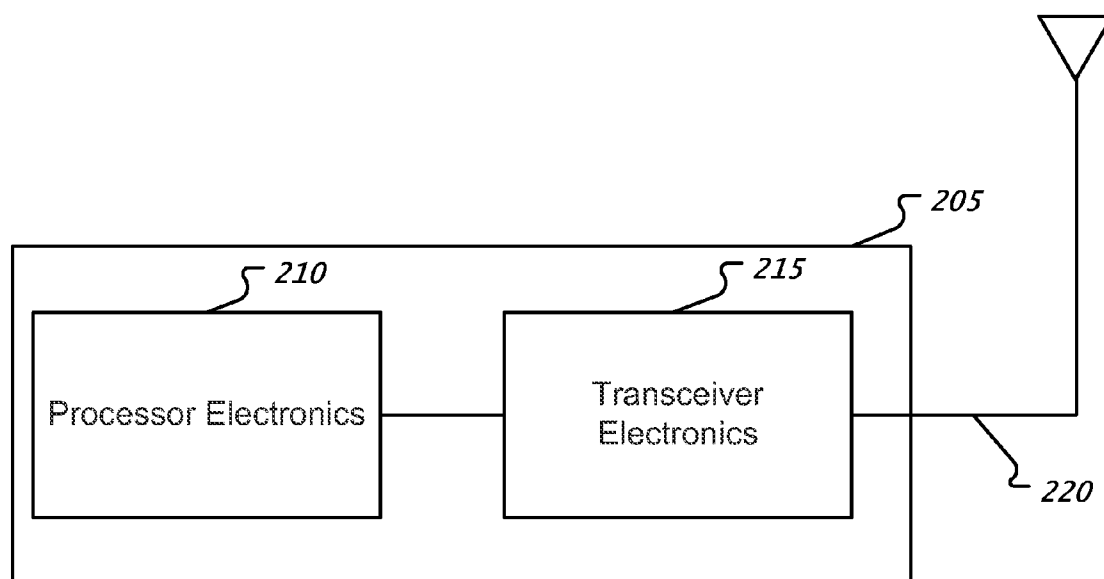 205
210
215
Processor Electronics
Transceiver
Electronics
220